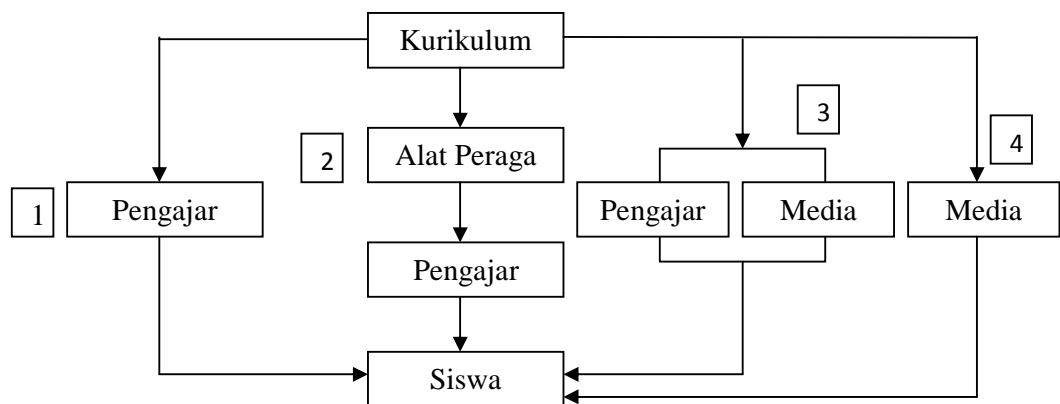 Kurikulum
3
2
Alat Peraga
4
1
Pengajar
Pengajar
Media
Media
Pengajar
Siswa